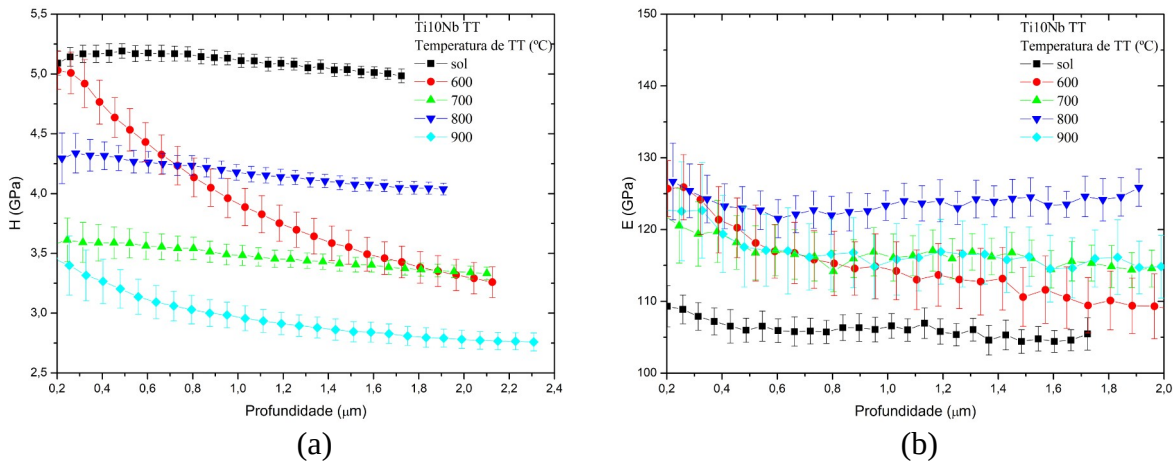 5,5
5,0
4,5
4,0
3,5
3,0
2,5
H (GPa)
0,2 0,4 0,6 0,8 1,0 1,2 1,4 1,6 1,8 2,0 2,2 2,4
Profundidade (μm)
Ti10Nb TT
Temperatura de TT (ºC)
sol
600
700
800
900
(a)
150
140
130
120
110
100
E (GPa)
0,2 0,4 0,6 0,8 1,0 1,2 1,4 1,6 1,8 2,0
Profundidade (μm)
Ti10Nb TT
Temperatura de TT (ºC)
sol
600
700
800
900
(b)